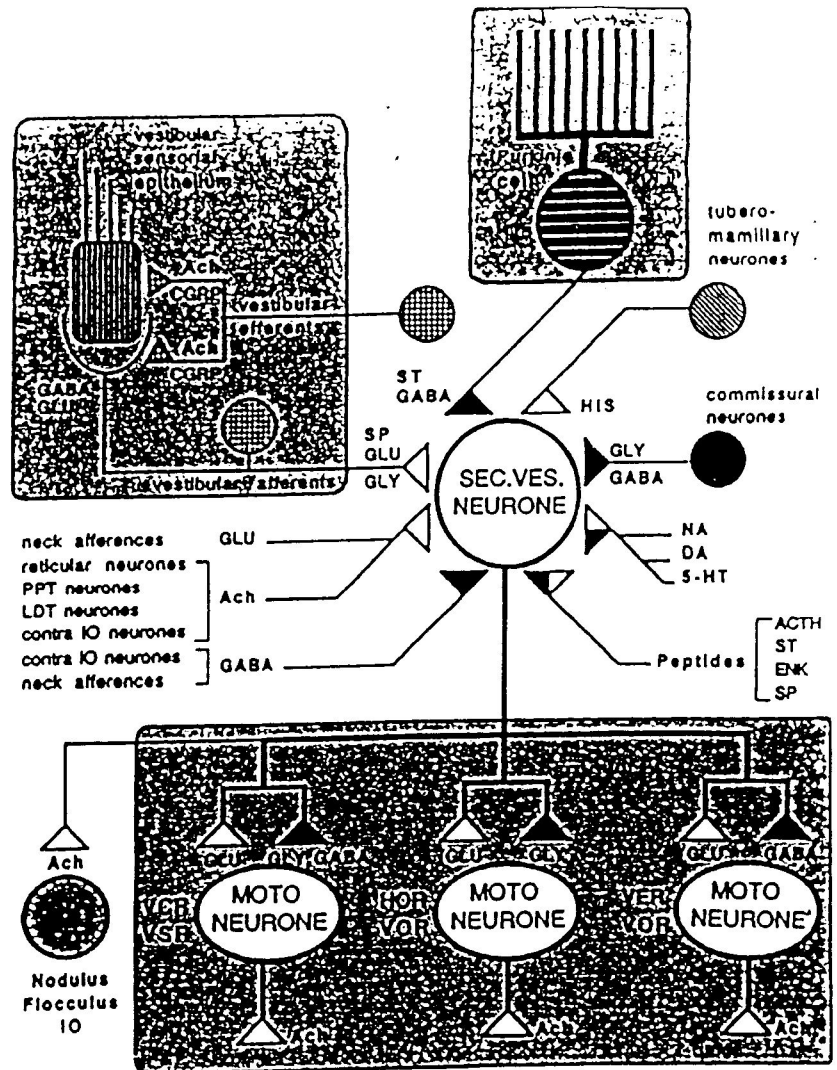 vestibular
sensorial
epithelium
Purkinje
cell
tubero-
mamillary
neurones
Ach
CGRP
vestibular
efferents
Ach
CGRP
GABA
GLU
ST
GABA
HIS
commissural
neurones
SP
GLU
GLY
vestibular afferents
SEC.VES.
NEURONE
GLY
GABA
neck afferences
GLU
reticular neurones
PPT neurones
LDT neurones
contra IO neurones
Ach
contra IO neurones
neck afferences
GABA
NA
DA
5-HT
Peptides
ACTH
ST
ENK
SP
Ach
Nodulus
Flocculus
IO
GLU GLY GABA
VCR
VSR
MOTO
NEURONE
Ach
GLU GLY
HOR
VOR
MOTO
NEURONE
Ach
GLU GABA
VER
VOR
MOTO
NEURONE
Ach